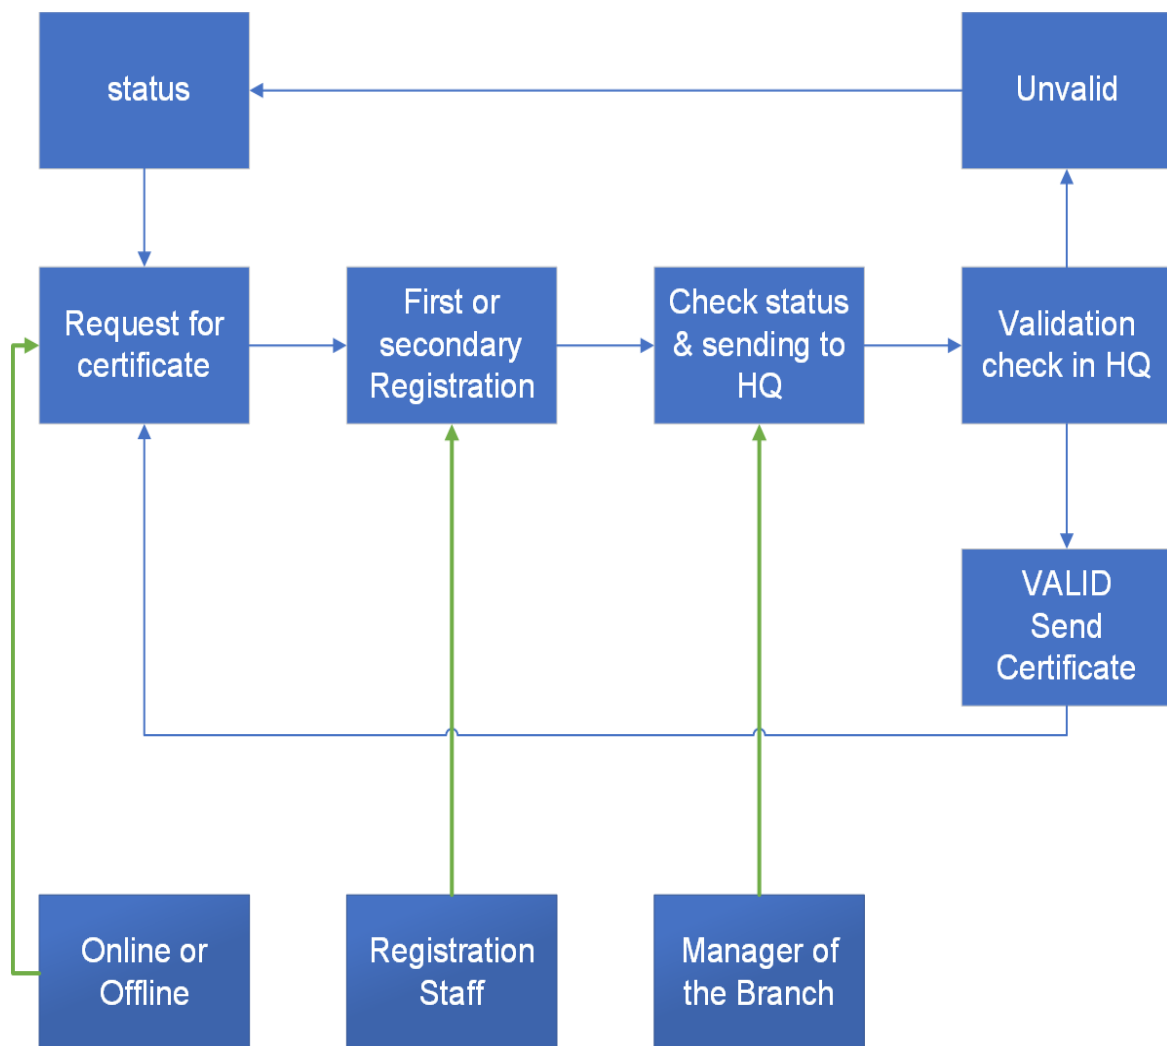 status
Unvalid
Request for
certificate
First or
secondary
Registration
Check status
& sending to
HQ
Validation
check in HQ
VALID
Send
Certificate
Online or
Offline
Registration
Staff
Manager of
the Branch